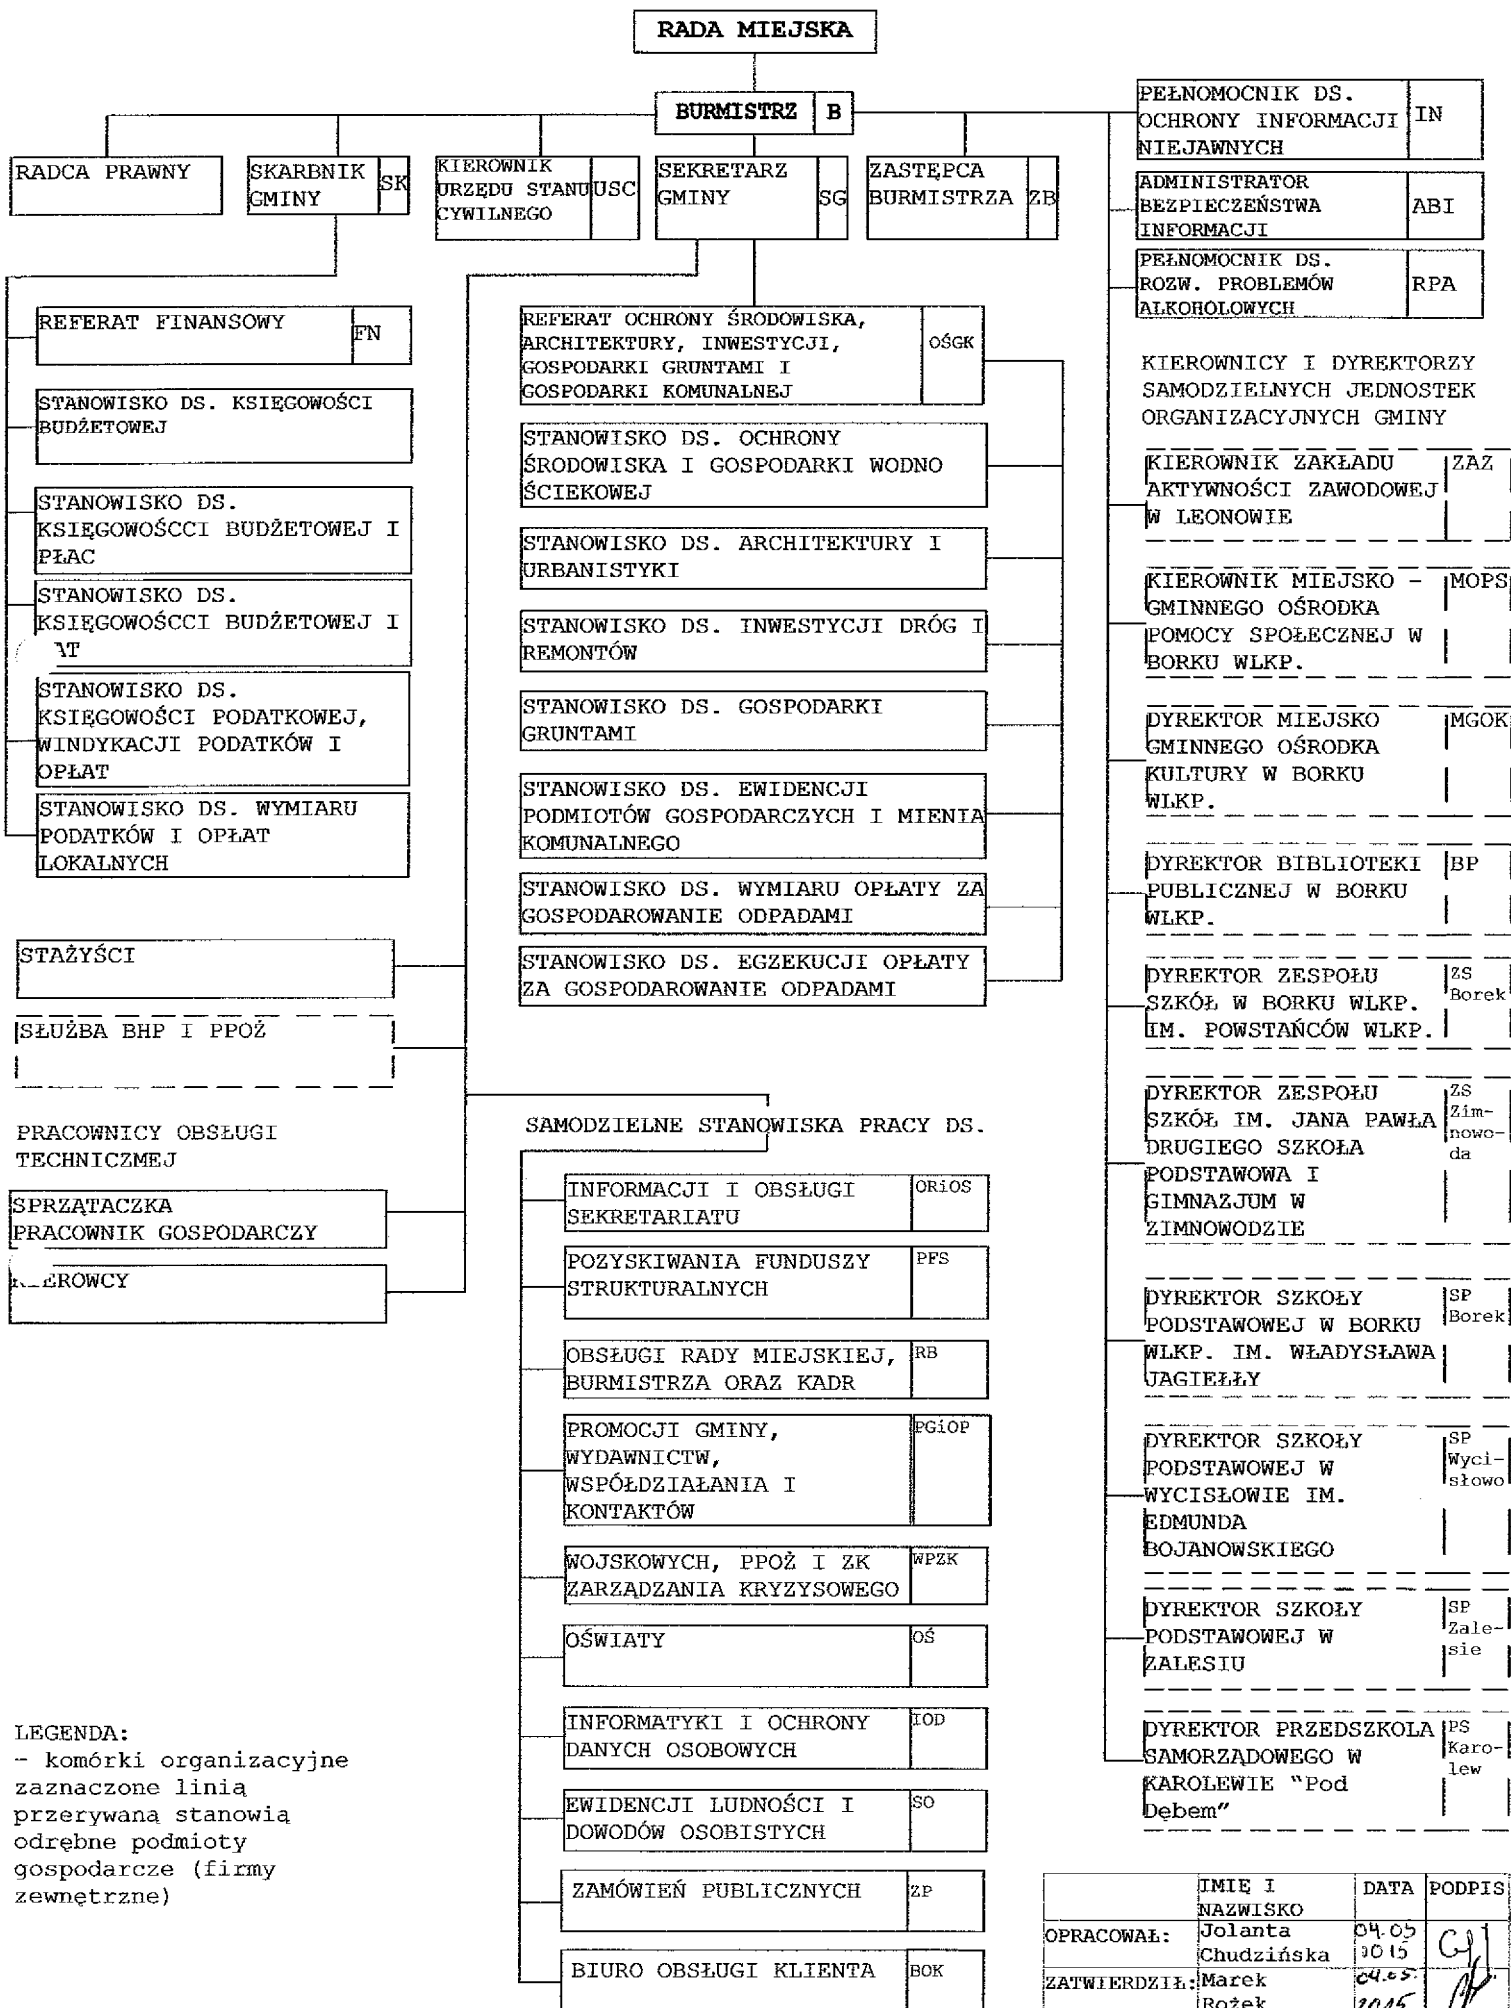 RADA MIEJSKA
BURMISTRZ B
RADCA PRAWNY
SKARBNIK
GMINY
SK
KIEROWNIK
URZĘDU STANU
CYWILNEGO
USC
SEKRETARZ
GMINY
SG
ZASTĘPCA
BURMISTRZA
ZB
PEŁNOMOCNIK DS.
OCHRONY INFORMACJI
NIEJAWNYCH
IN
ADMINISTRATOR
BEZPIECZEŃSTWA
INFORMACJI
ABI
PEŁNOMOCNIK DS.
ROZW. PROBLEMÓW
ALKOHOLOWYCH
RPA
REFERAT FINANSOWY
FN
STANOWISKO DS. KSIĘGOWOŚCI
BUDŻETOWEJ
STANOWISKO DS.
KSIĘGOWOŚCCI BUDŻETOWEJ I
PŁAC
STANOWISKO DS.
KSIĘGOWOŚCCI BUDŻETOWEJ I
AT
STANOWISKO DS.
KSIĘGOWOŚCI PODATKOWEJ,
WINDYKACJI PODATKÓW I
OPŁAT
STANOWISKO DS. WYMIARU
PODATKÓW I OPŁAT
LOKALNYCH
STAŻYŚCI
SŁUŻBA BHP I PPOŻ
PRACOWNICY OBSŁUGI
TECHNICZMEJ
SPRZĄTACZKA
PRACOWNIK GOSPODARCZY
EROWCY
REFERAT OCHRONY ŚRODOWISKA,
ARCHITEKTURY, INWESTYCJI,
GOSPODARKI GRUNTAMI I
GOSPODARKI KOMUNALNEJ
OŚGK
STANOWISKO DS. OCHRONY
ŚRODOWISKA I GOSPODARKI WODNO
ŚCIEKOWEJ
STANOWISKO DS. ARCHITEKTURY I
URBANISTYKI
STANOWISKO DS. INWESTYCJI DRÓG I
REMONTÓW
STANOWISKO DS. GOSPODARKI
GRUNTAMI
STANOWISKO DS. EWIDENCJI
PODMIOTÓW GOSPODARCZYCH I MIENIA
KOMUNALNEGO
STANOWISKO DS. WYMIARU OPŁATY ZA
GOSPODAROWANIE ODPADAMI
STANOWISKO DS. EGZEKUCJI OPŁATY
ZA GOSPODAROWANIE ODPADAMI
SAMODZIELNE STANOWISKA PRACY DS.
INFORMACJI I OBSŁUGI
SEKRETARIATU
ORiOS
POZYSKIWANIA FUNDUSZY
STRUKTURALNYCH
PFS
OBSŁUGI RADY MIEJSKIEJ,
BURMISTRZA ORAZ KADR
RB
PROMOCJI GMINY,
WYDAWNICTW,
WSPÓŁDZIAŁANIA I
KONTAKTÓW
PGiOP
WOJSKOWYCH, PPOŻ I ZK
ZARZĄDZANIA KRYZYSOWEGO
WPZK
OŚWIATY
OŚ
INFORMATYKI I OCHRONY
DANYCH OSOBOWYCH
IOD
EWIDENCJI LUDNOŚCI I
DOWODÓW OSOBISTYCH
SO
ZAMÓWIEŃ PUBLICZNYCH
ZP
BIURO OBSŁUGI KLIENTA
BOK
KIEROWNICY I DYREKTORZY
SAMODZIELNYCH JEDNOSTEK
ORGANIZACYJNYCH GMINY
KIEROWNIK ZAKŁADU
AKTYWNOŚCI ZAWODOWEJ
W LEONOWIE
ZAZ
KIEROWNIK MIEJSKO -
GMINNEGO OŚRODKA
POMOCY SPOŁECZNEJ W
BORKU WLKP.
MOPS
DYREKTOR MIEJSKO
GMINNEGO OŚRODKA
KULTURY W BORKU
WLKP.
MGOK
DYREKTOR BIBLIOTEKI
PUBLICZNEJ W BORKU
WLKP.
BP
DYREKTOR ZESPOŁU
SZKÓŁ W BORKU WLKP.
IM. POWSTAŃCÓW WLKP.
ZS
Borek
DYREKTOR ZESPOŁU
SZKÓŁ IM. JANA PAWŁA
DRUGIEGO SZKOŁA
PODSTAWOWA I
GIMNAZJUM W
ZIMNOWODZIE
ZS
Zim-
nowo-
da
DYREKTOR SZKOŁY
PODSTAWOWEJ W BORKU
WLKP. IM. WŁADYSŁAWA
JAGIEŁŁY
SP
Borek
DYREKTOR SZKOŁY
PODSTAWOWEJ W
WYCISŁOWIE IM.
EDMUNDA
BOJANOWSKIEGO
SP
Wyci-
słowo
DYREKTOR SZKOŁY
PODSTAWOWEJ W
ZALESIU
SP
Zale-
sie
DYREKTOR PRZEDSZKOLA
SAMORZĄDOWEGO W
KAROLEWIE "Pod
Dębem"
PS
Karo-
lew
LEGENDA:
- komórki organizacyjne
zaznaczone linią
przerywaną stanowią
odrębne podmioty
gospodarcze (firmy
zewnętrzne)
IMIĘ I
NAZWISKO
DATA PODPIS
OPRACOWAŁ:
Jolanta
Chudzińska
04.05
2015
ZATWIERDZIŁ:
Marek
Rożek
04.05.
2015